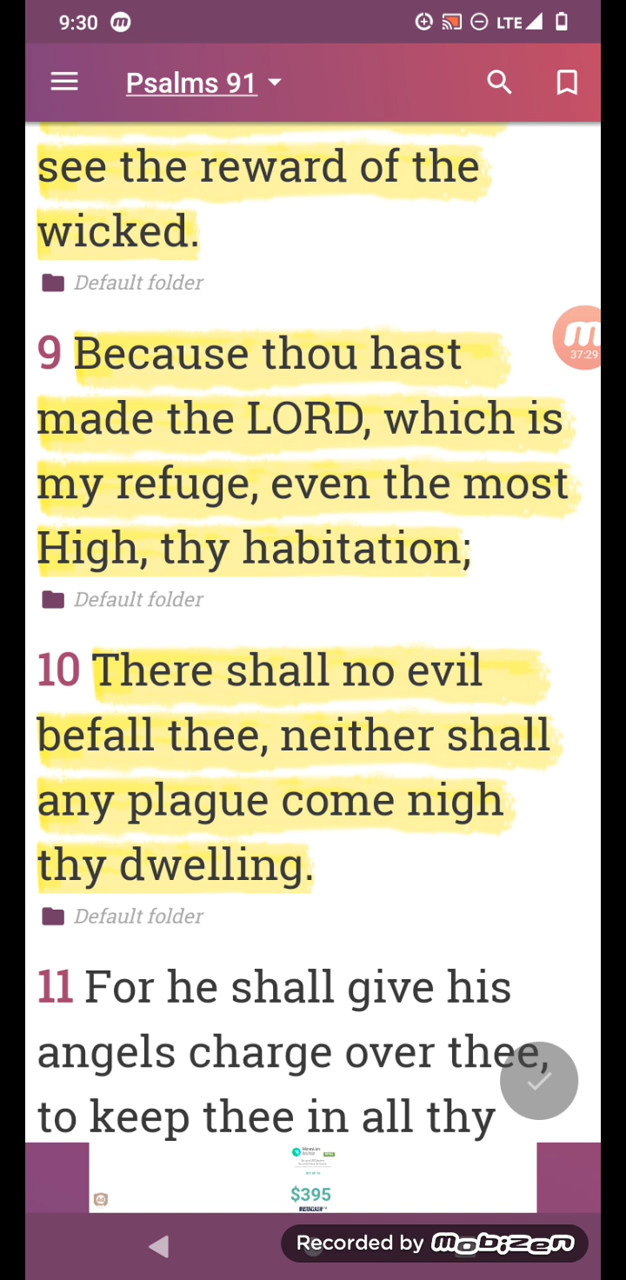 9:30 LTE
Psalms 91
see the reward of the
wicked.
Default folder
9 Because thou hast
made the LORD, which is
my refuge, even the most
High, thy habitation;
Default folder
37:29
10 There shall no evil
befall thee, neither shall
any plague come nigh
thy dwelling.
Default folder
11 For he shall give his
angels charge over thee,
to keep thee in all thy
$395
Recorded by mobizen